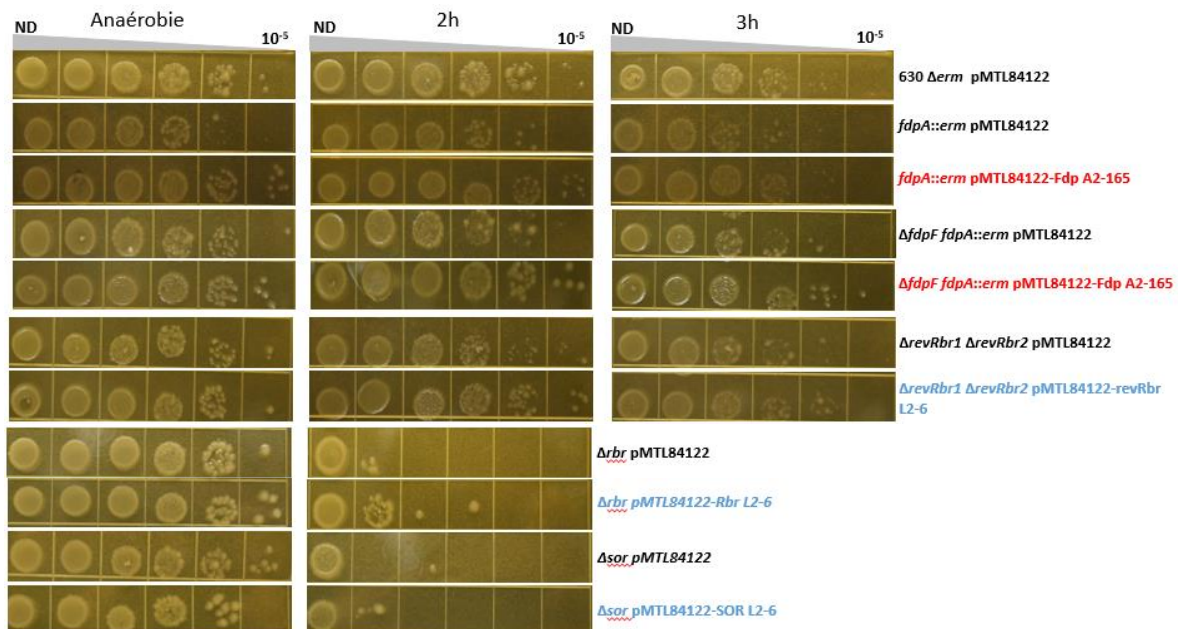 Anaérobie
2h
3h
ND
10-5
ND
10-5
ND
10-5
630 Δerm pMTL84122
fdpA::erm pMTL84122
fdpA::erm pMTL84122-Fdp A2-165
ΔfdpF fdpA::erm pMTL84122
ΔfdpF fdpA::erm pMTL84122-Fdp A2-165
ΔrevRbr1 ΔrevRbr2 pMTL84122
ΔrevRbr1 ΔrevRbr2 pMTL84122-revRbr
L2-6
Δrbr pMTL84122
Δrbr pMTL84122-Rbr L2-6
Δsor pMTL84122
Δsor pMTL84122-SOR L2-6